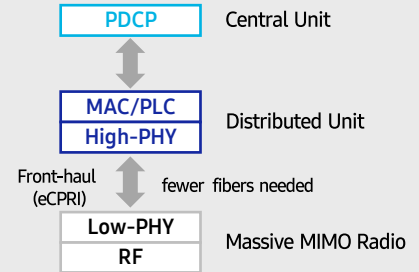 PDCP
Central Unit
MAC/PLC
High-PHY
Distributed Unit
Front-haul
(eCPRI)
fewer fibers needed
Low-PHY
RF
Massive MIMO Radio